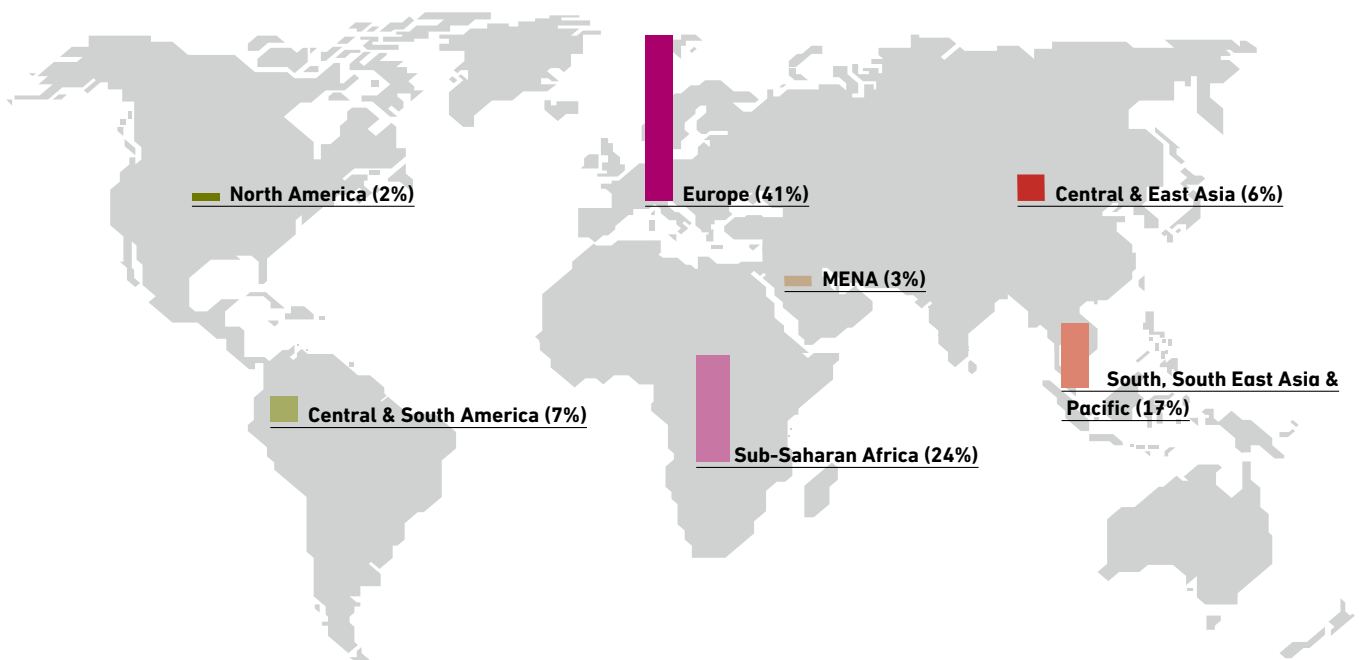 North America (2%)
Europe (41%)
Central & East Asia (6%)
MENA (3%)
South, South East Asia &
Pacific (17%)
Central & South America (7%)
Sub-Saharan Africa (24%)